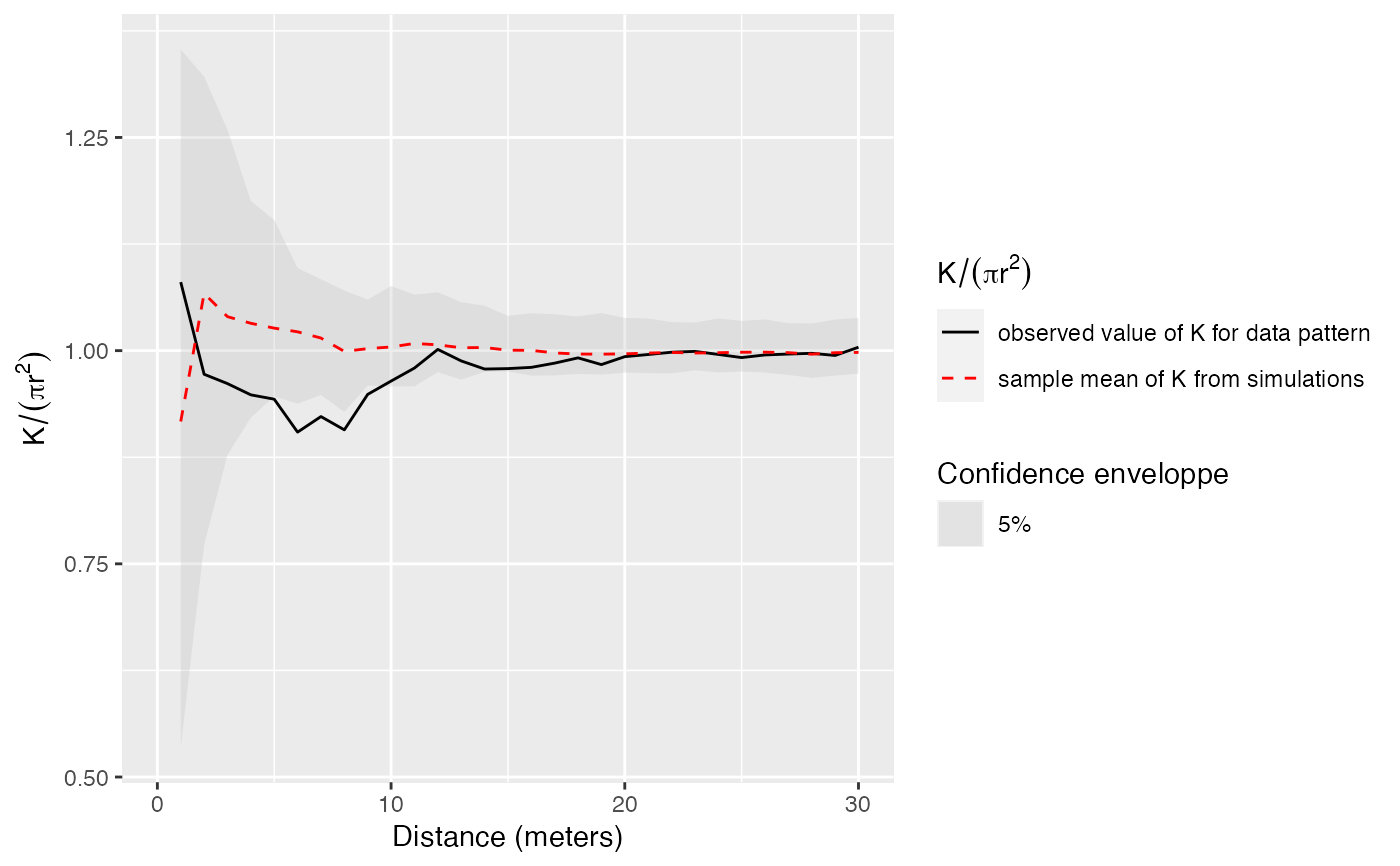 K/(πr²)
1.25
1.00
0.75
0.50
0 10 20 30
Distance (meters)
K/(πr²)
observed value of K for data pattern
sample mean of K from simulations
Confidence enveloppe
5%